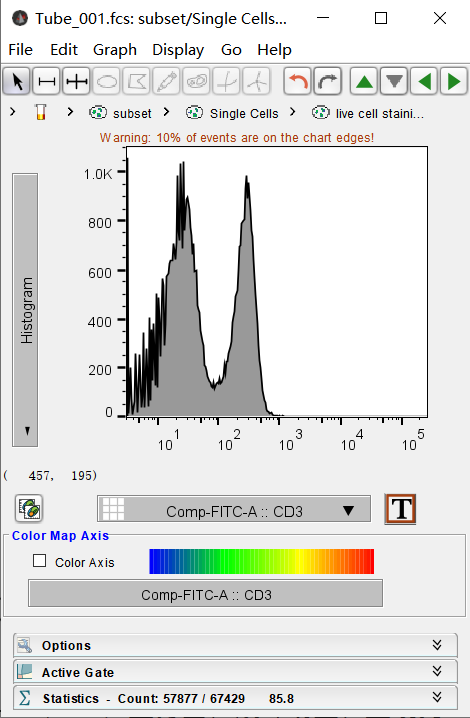 Tube_001.fcs: subset/Single Cells...
File Edit Graph Display Go Help
subset Single Cells live cell staini...
Warning: 10% of events are on the chart edges!
1.0K
800
600
400
200
0
Histogram
10^1 10^2 10^3 10^4 10^5
( 457, 195)
Comp-FITC-A :: CD3
T
Color Map Axis
Color Axis
Comp-FITC-A :: CD3
Options
Active Gate
Σ Statistics - Count: 57877 / 67429 85.8